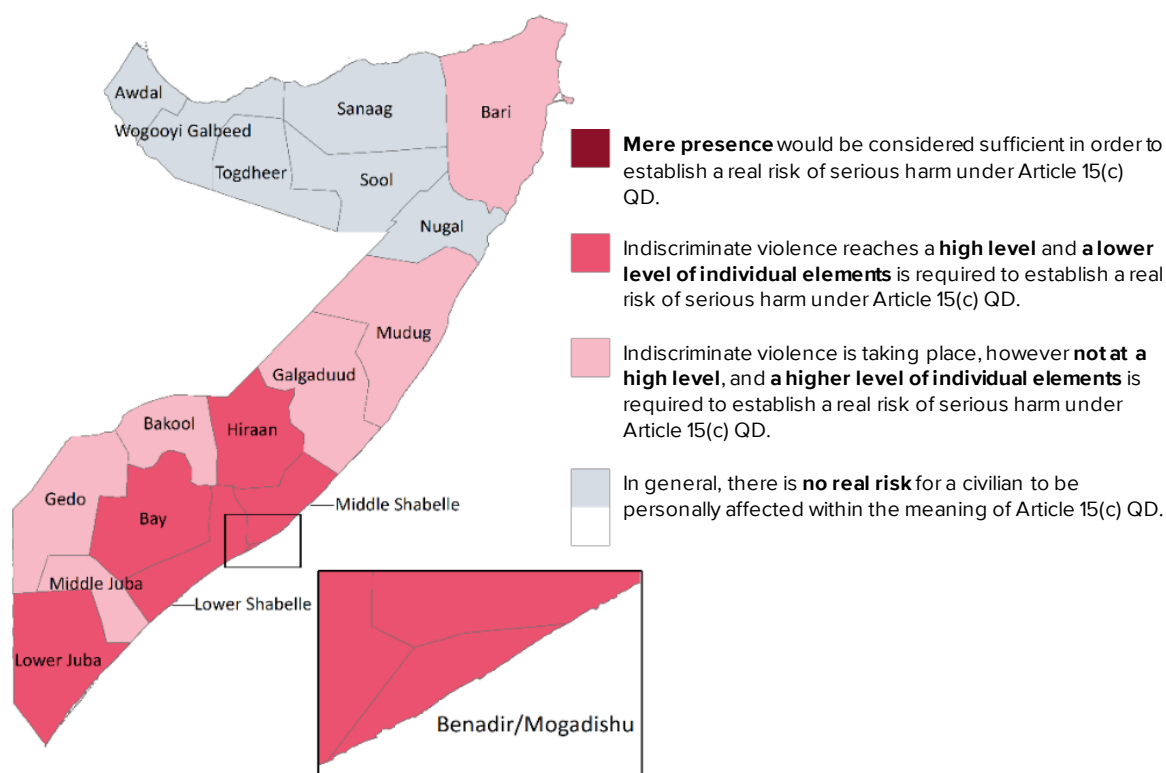 Awdal
Wogooyi Galbeed
Togdheer
Sanaag
Sool
Bari
Nugal
Mudug
Galgaduud
Hiraan
Bakool
Gedo
Bay
Middle Shabelle
Middle Juba
Lower Shabelle
Lower Juba
Benadir/Mogadishu
Mere presence would be considered sufficient in order to
establish a real risk of serious harm under Article 15(c)
QD.
Indiscriminate violence reaches a high level and a lower
level of individual elements is required to establish a real
risk of serious harm under Article 15(c) QD.
Indiscriminate violence is taking place, however not at a
high level, and a higher level of individual elements is
required to establish a real risk of serious harm under
Article 15(c) QD.
In general, there is no real risk for a civilian to be
personally affected within the meaning of Article 15(c) QD.